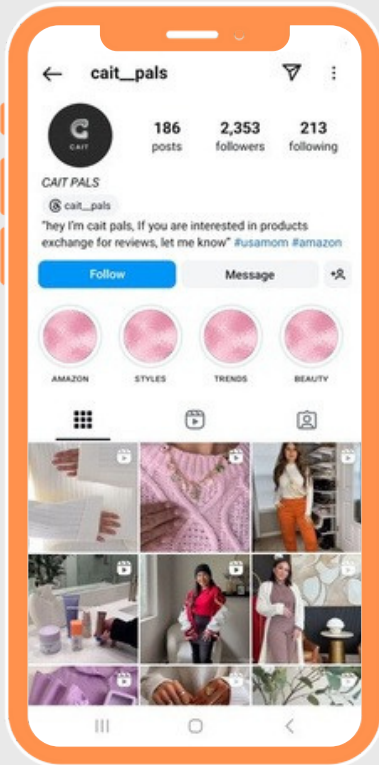 cait__pals
C
CAIT
186 2,353 213
posts followers following
CAIT PALS
cait__pals
"hey I'm cait pals, If you are interested in products
exchange for reviews, let me know" #usamom #amazon
Follow Message
AMAZON STYLES TRENDS BEAUTY